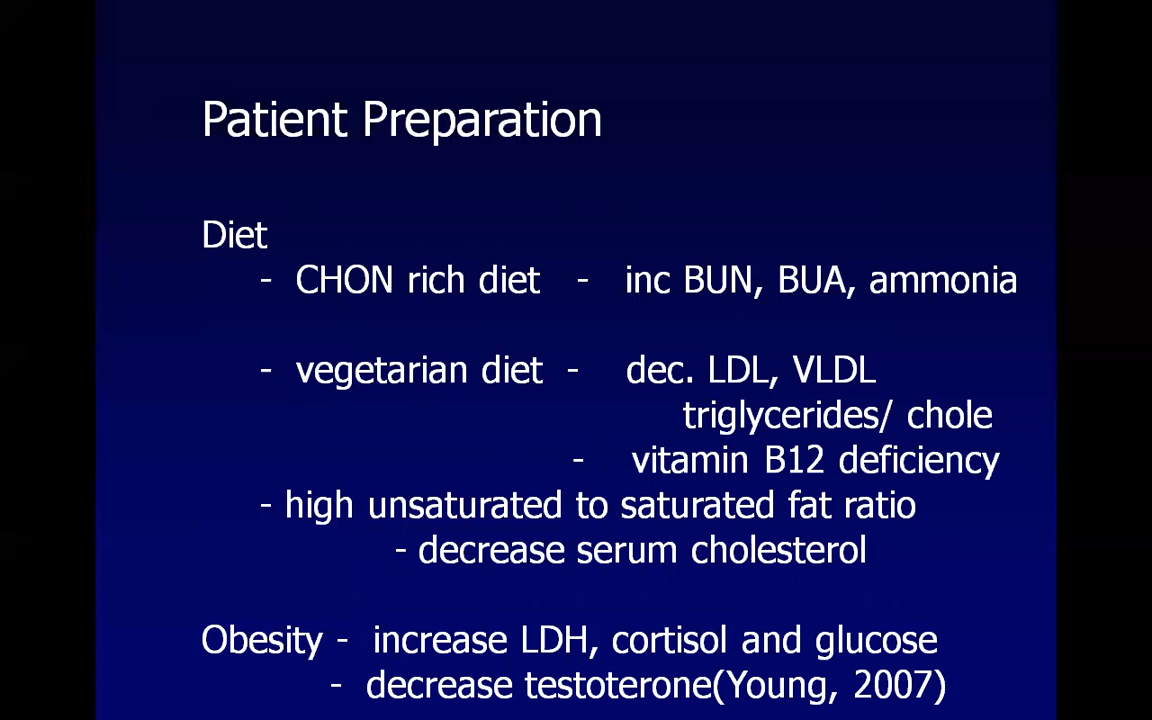 Patient Preparation
Diet
- CHON rich diet - inc BUN, BUA, ammonia
- vegetarian diet - dec. LDL, VLDL
triglycerides/ chole
- vitamin B12 deficiency
- high unsaturated to saturated fat ratio
- decrease serum cholesterol
Obesity - increase LDH, cortisol and glucose
- decrease testoterone(Young, 2007)